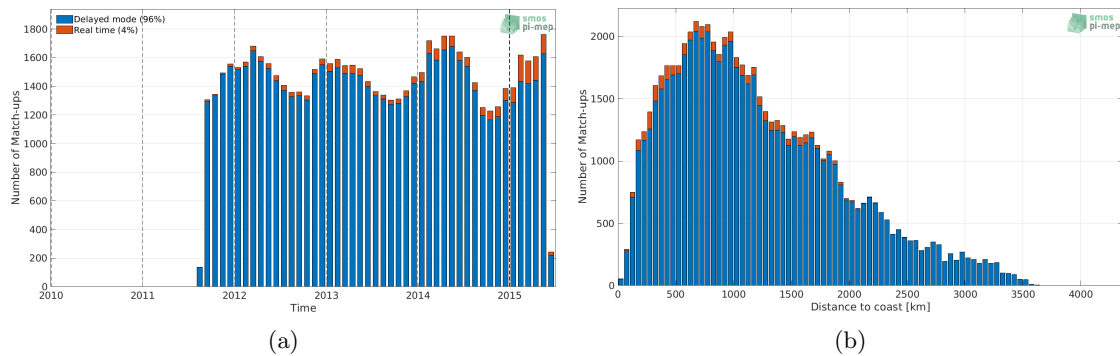 Delayed mode (96%)
Real time (4%)
smos
pi-mep
1800
1600
1400
1200
1000
800
600
400
200
0
Number of Match-ups
2010
2011
2012
2013
2014
2015
Time
(a)
smos
pi-mep
2000
1500
1000
500
0
Number of Match-ups
0
500
1000
1500
2000
2500
3000
3500
4000
Distance to coast [km]
(b)